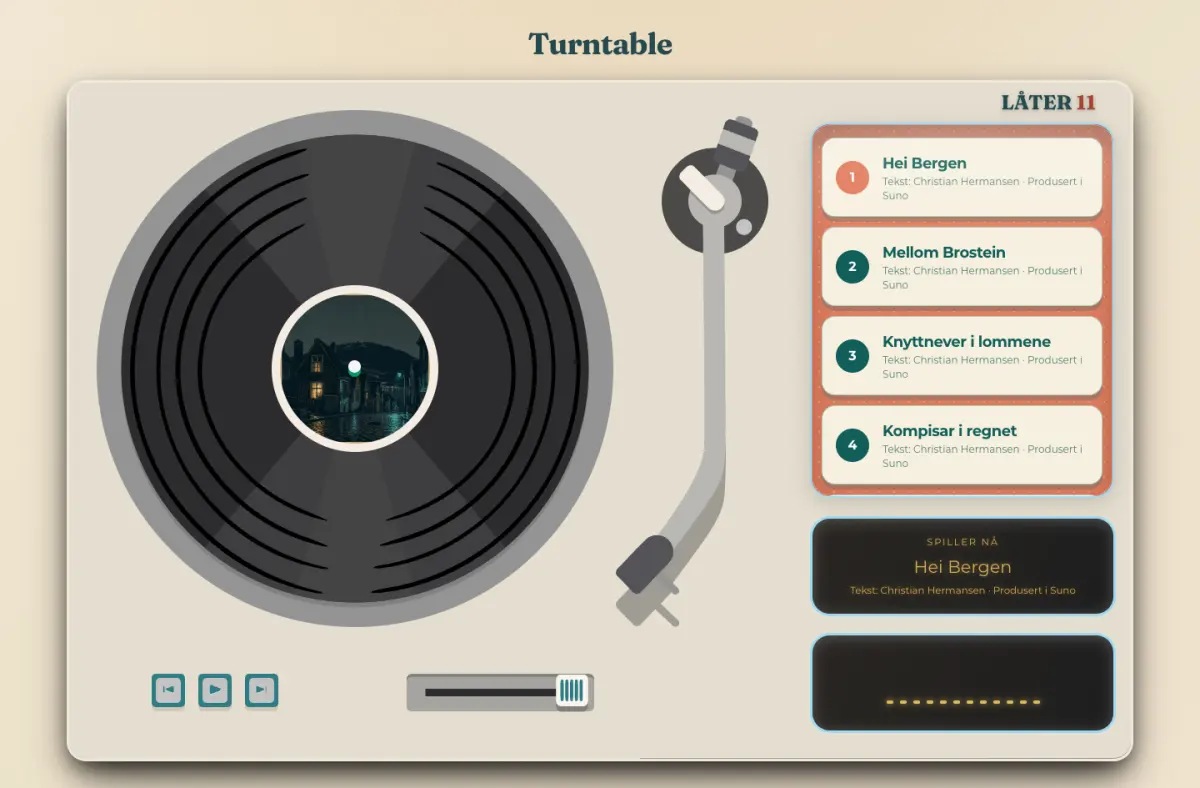 Turntable
LÅTER 11
1
Hei Bergen
Tekst: Christian Hermansen · Produsert i
Suno
2
Mellom Brostein
Tekst: Christian Hermansen · Produsert i
Suno
3
Knyttnever i lommene
Tekst: Christian Hermansen · Produsert i
Suno
4
Kompisar i regnet
Tekst: Christian Hermansen · Produsert i
Suno
SPILLER NÅ
Hei Bergen
Tekst: Christian Hermansen · Produsert i Suno